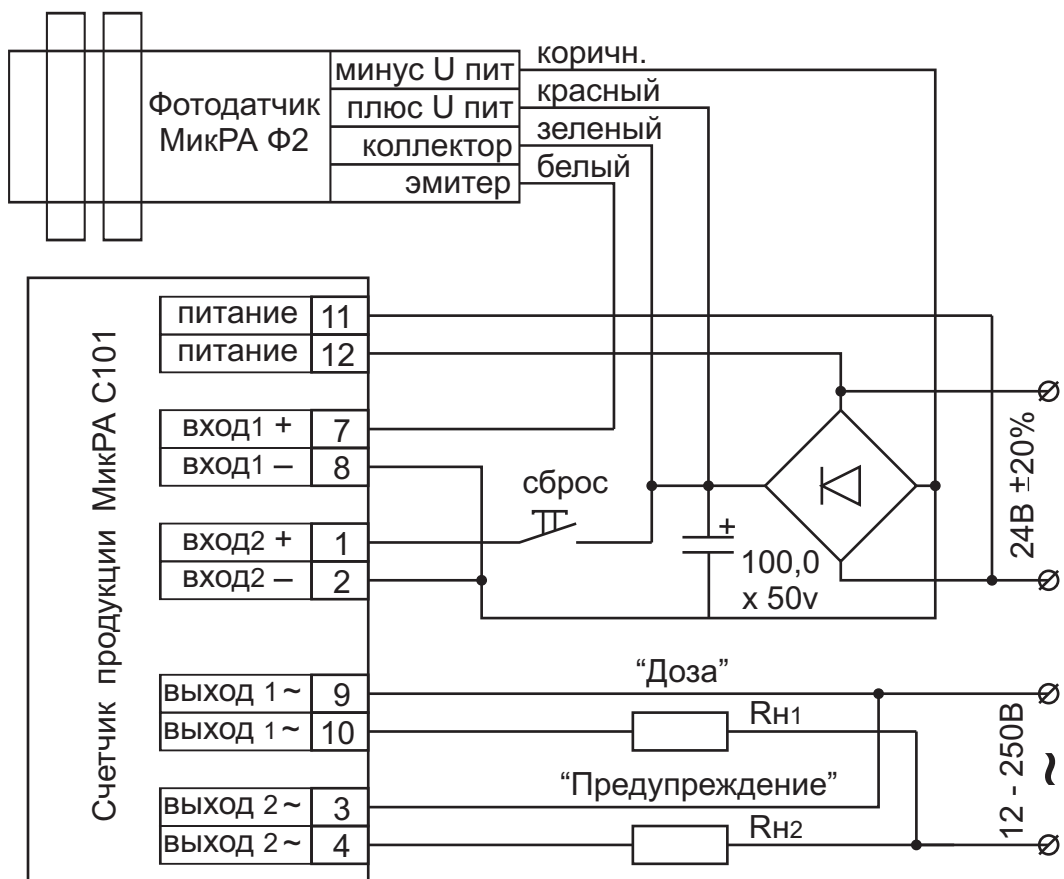 коричн.
минус U пит
красный
Фотодатчик
плюс U пит
МикРА Ф2
зеленый
коллектор
белый
эмитер
питание 11
питание 12
Счетчик продукции МикРА С101
вход1 + 7
вход1 – 8
сброс
24В ±20%
вход2 + 1
вход2 – 2
+
100,0
x 50v
“Доза”
выход 1 ~ 9
Rн1
выход 1 ~ 10
12 - 250В
~
“Предупреждение”
выход 2 ~ 3
Rн2
выход 2 ~ 4